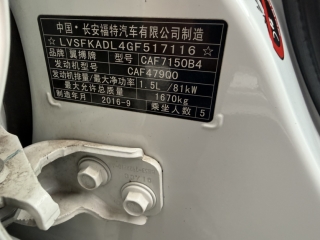 中国·长安福特汽车有限公司制造
☆LVSFKADL4GF517116☆
品牌 翼搏牌 型号 CAF7150B4
发动机型号 CAF479Q0
发动机排量/最大净功率 1.5L /81kW
最大允许总质量 1670kg
制造年月 2016-9 乘坐人数 5